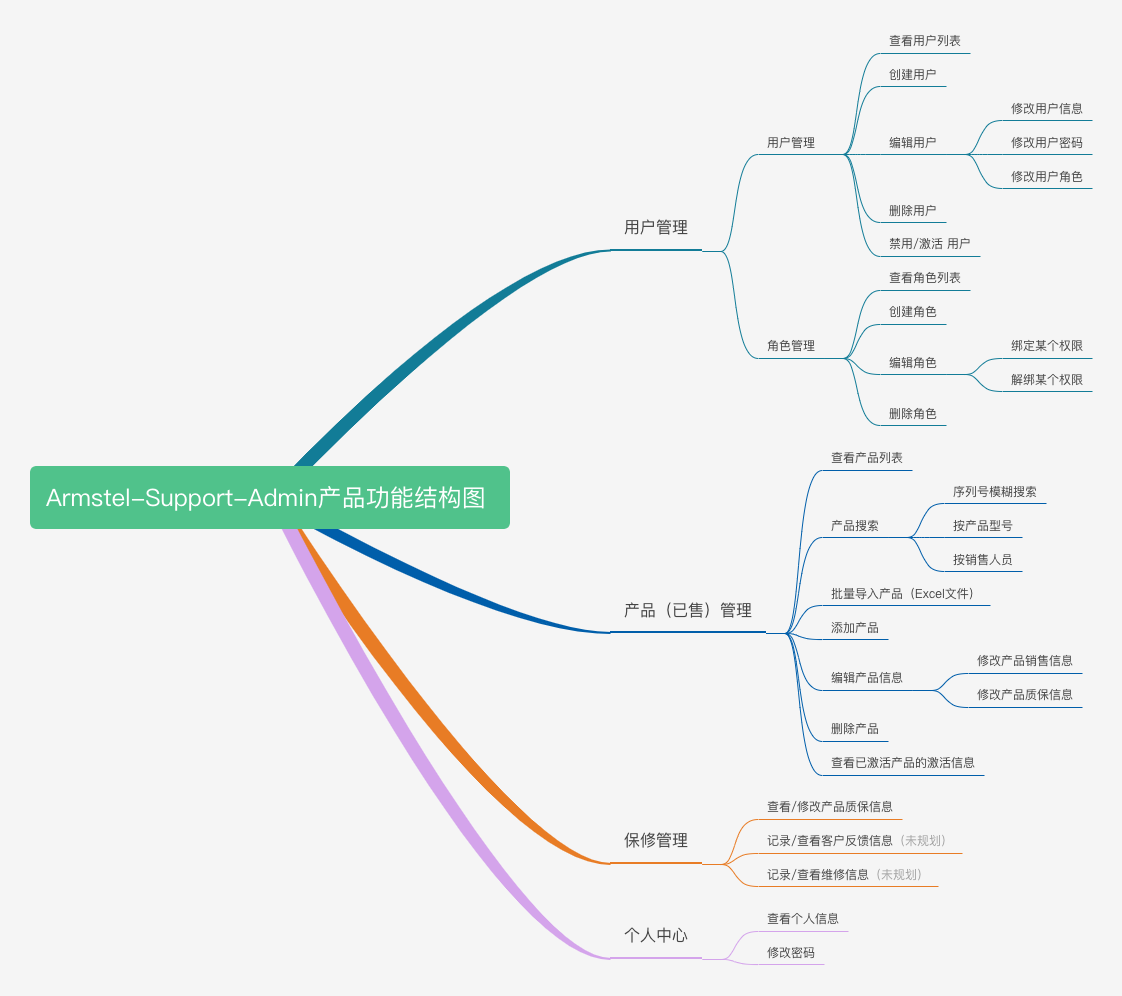 Armstel-Support-Admin产品功能结构图
用户管理
用户管理
查看用户列表
创建用户
编辑用户
修改用户信息
修改用户密码
修改用户角色
删除用户
禁用/激活 用户
角色管理
查看角色列表
创建角色
编辑角色
绑定某个权限
解绑某个权限
删除角色
产品（已售）管理
查看产品列表
产品搜索
序列号模糊搜索
按产品型号
按销售人员
批量导入产品（Excel文件）
添加产品
编辑产品信息
修改产品销售信息
修改产品质保信息
删除产品
查看已激活产品的激活信息
保修管理
查看/修改产品质保信息
记录/查看客户反馈信息（未规划）
记录/查看维修信息（未规划）
个人中心
查看个人信息
修改密码